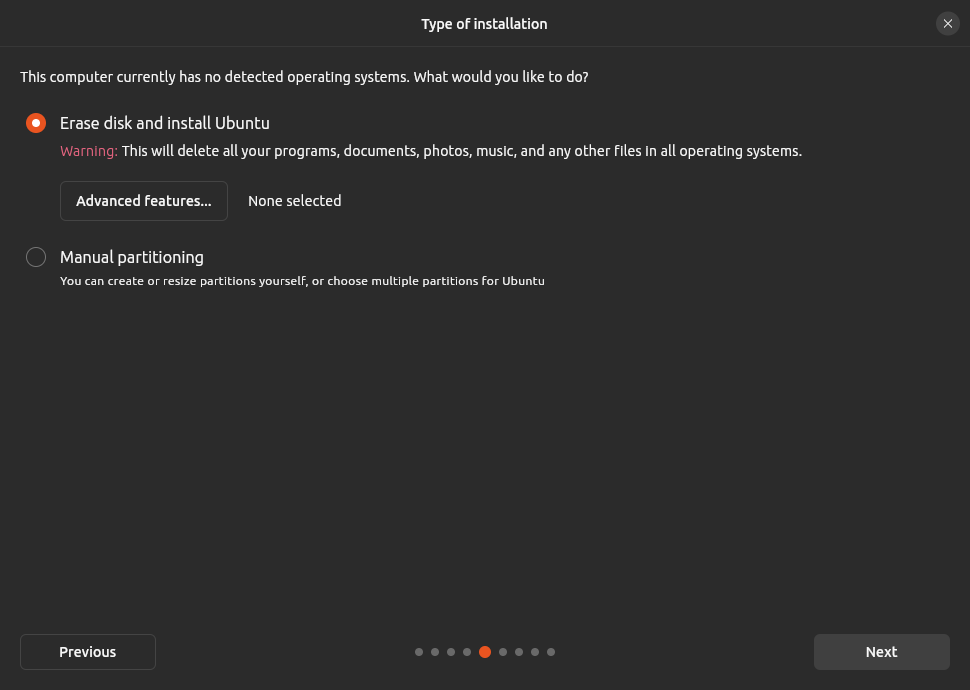 Type of installation
This computer currently has no detected operating systems. What would you like to do?
Erase disk and install Ubuntu
Warning: This will delete all your programs, documents, photos, music, and any other files in all operating systems.
Advanced features... None selected
Manual partitioning
You can create or resize partitions yourself, or choose multiple partitions for Ubuntu
Previous Next